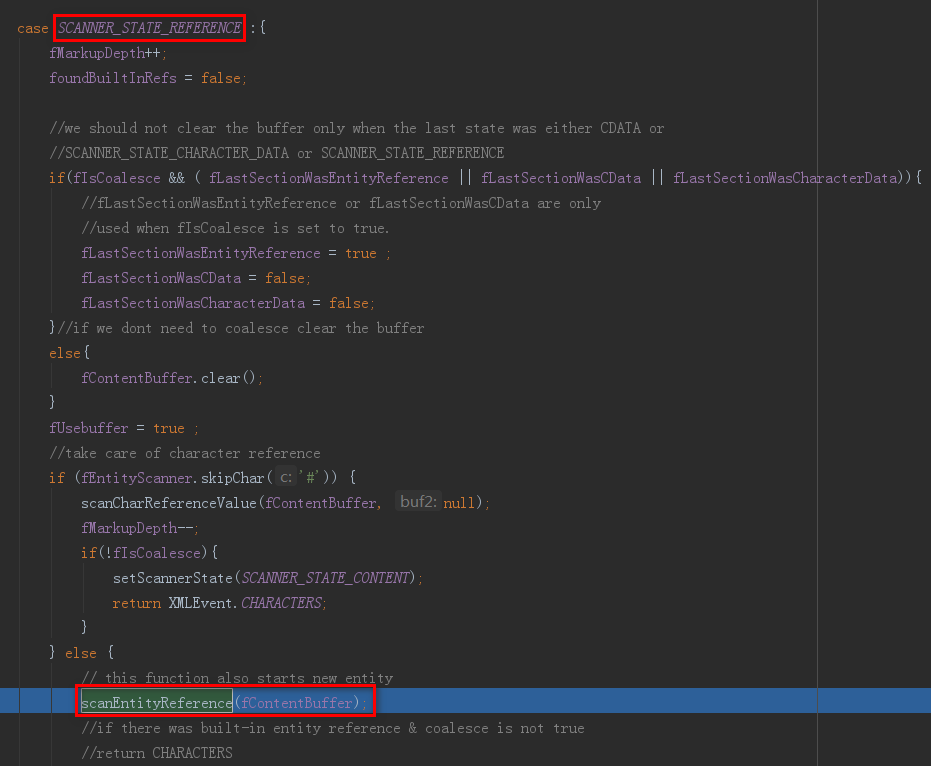 case SCANNER_STATE_REFERENCE :{
fMarkupDepth++;
foundBuiltInRefs = false;
//we should not clear the buffer only when the last state was either CDATA or
//SCANNER_STATE_CHARACTER_DATA or SCANNER_STATE_REFERENCE
if(fIsCoalesce && ( fLastSectionWasEntityReference || fLastSectionWasCData || fLastSectionWasCharacterData)){
//fLastSectionWasEntityReference or fLastSectionWasCData are only
//used when fIsCoalesce is set to true.
fLastSectionWasEntityReference = true ;
fLastSectionWasCData = false;
fLastSectionWasCharacterData = false;
}//if we dont need to coalesce clear the buffer
else{
fContentBuffer.clear();
}
fUsebuffer = true ;
//take care of character reference
if (fEntityScanner.skipChar( c: '#')) {
scanCharReferenceValue(fContentBuffer, buf2: null);
fMarkupDepth--;
if(!fIsCoalesce){
setScannerState(SCANNER_STATE_CONTENT);
return XMLEvent.CHARACTERS;
}
} else {
// this function also starts new entity
scanEntityReference(fContentBuffer);
//if there was built-in entity reference & coalesce is not true
//return CHARACTERS